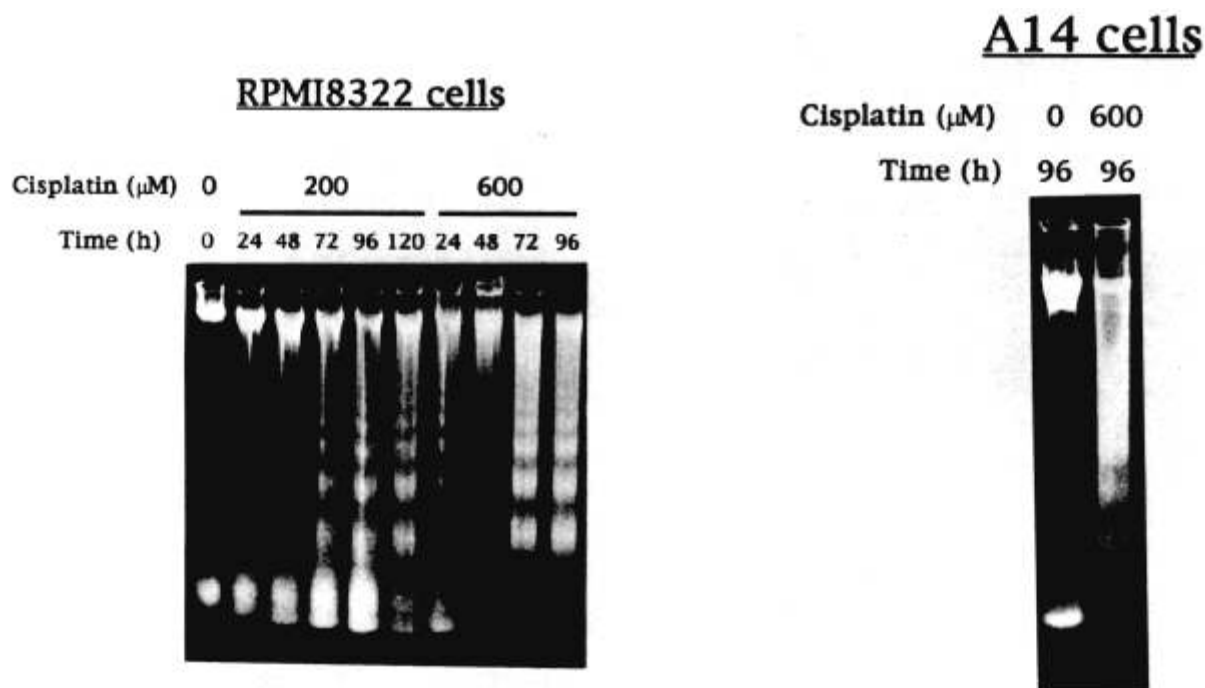 RPMI8322 cells
Cisplatin (μM) 0 200 600
Time (h) 0 24 48 72 96 120 24 48 72 96
A14 cells
Cisplatin (μM) 0 600
Time (h) 96 96